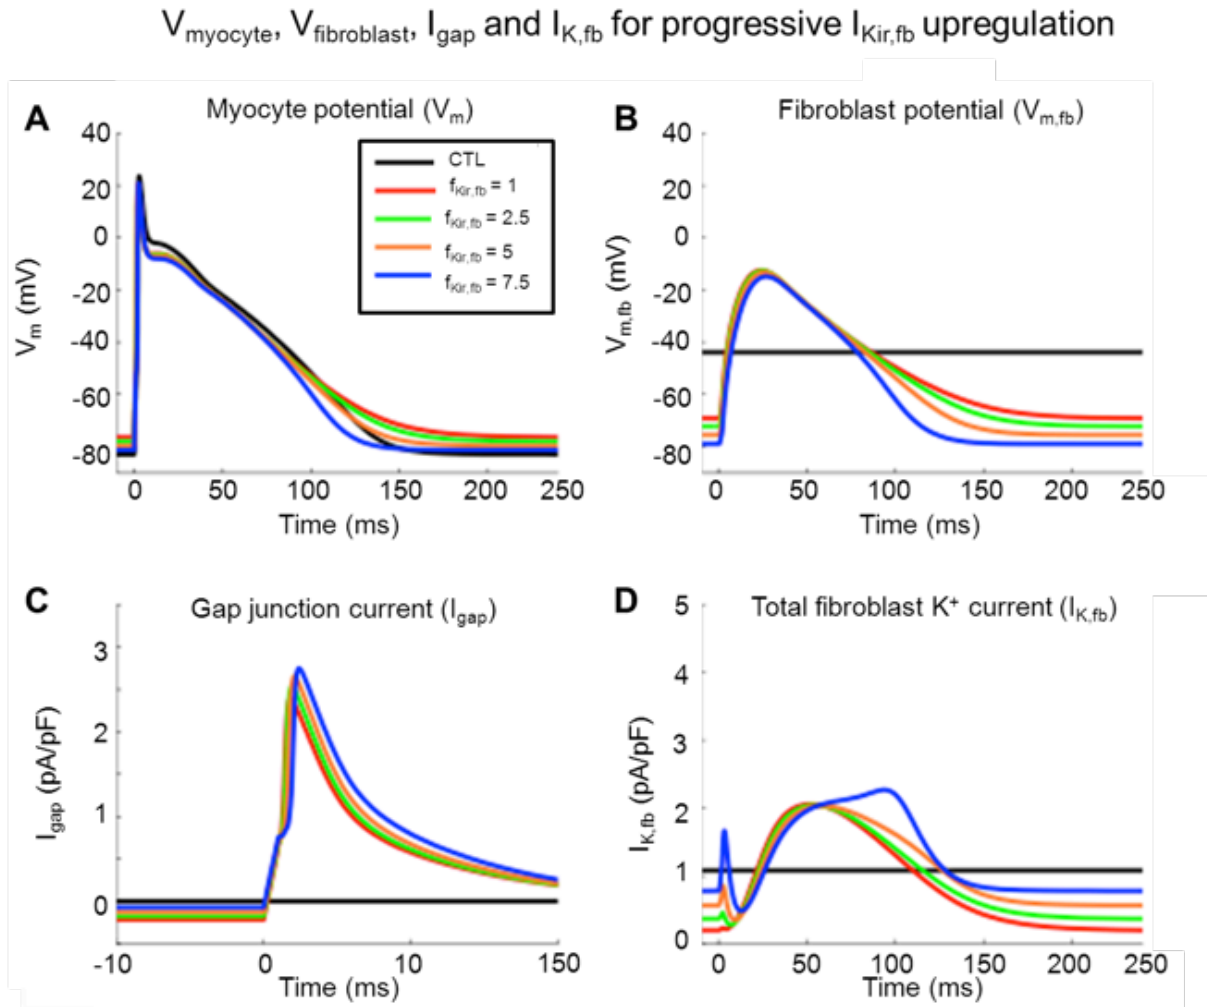 Vmyocyte, Vfibroblast, Igap and IK,fb for progressive IKir,fb upregulation
A
Myocyte potential (Vm)
40
20
0
-20
-40
-60
-80
Vm (mV)
CTL
fKir,fb = 1
fKir,fb = 2.5
fKir,fb = 5
fKir,fb = 7.5
0 50 100 150 200 250
Time (ms)
B
Fibroblast potential (Vm,fb)
40
20
0
-20
-40
-60
-80
Vm,fb (mV)
0 50 100 150 200 250
Time (ms)
C
Gap junction current (Igap)
3
2
1
0
Igap (pA/pF)
-10 0 10 150
Time (ms)
D
Total fibroblast K+ current (IK,fb)
5
4
3
2
1
0
IK,fb (pA/pF)
0 50 100 150 200 250
Time (ms)